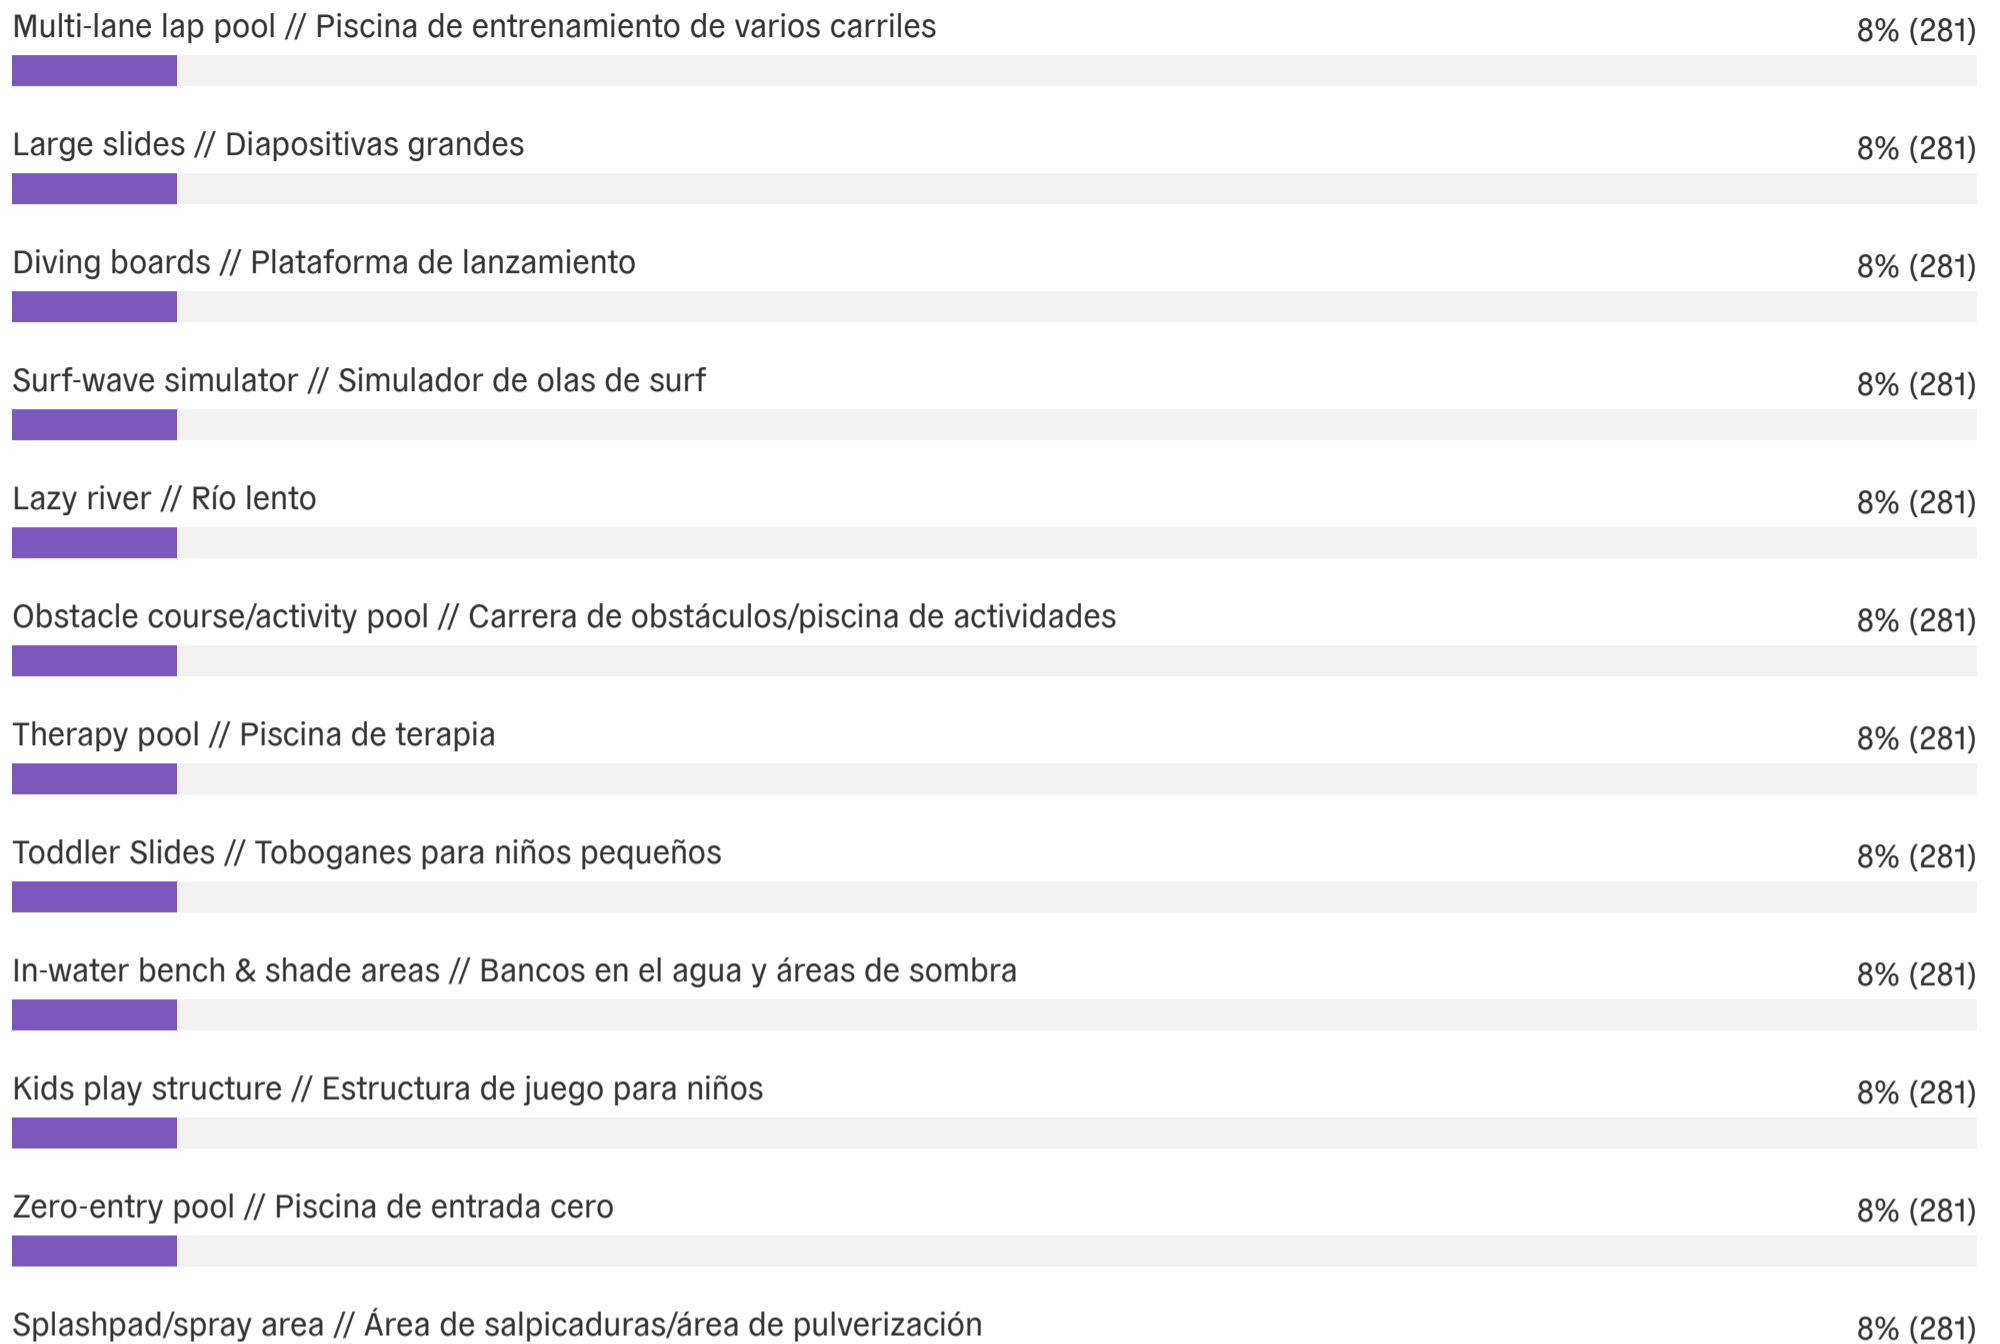 Multi-lane lap pool // Piscina de entrenamiento de varios carriles 8% (281)
Large slides // Diapositivas grandes 8% (281)
Diving boards // Plataforma de lanzamiento 8% (281)
Surf-wave simulator // Simulador de olas de surf 8% (281)
Lazy river // Río lento 8% (281)
Obstacle course/activity pool // Carrera de obstáculos/piscina de actividades 8% (281)
Therapy pool // Piscina de terapia 8% (281)
Toddler Slides // Toboganes para niños pequeños 8% (281)
In-water bench & shade areas // Bancos en el agua y áreas de sombra 8% (281)
Kids play structure // Estructura de juego para niños 8% (281)
Zero-entry pool // Piscina de entrada cero 8% (281)
Splashpad/spray area // Área de salpicaduras/área de pulverización 8% (281)